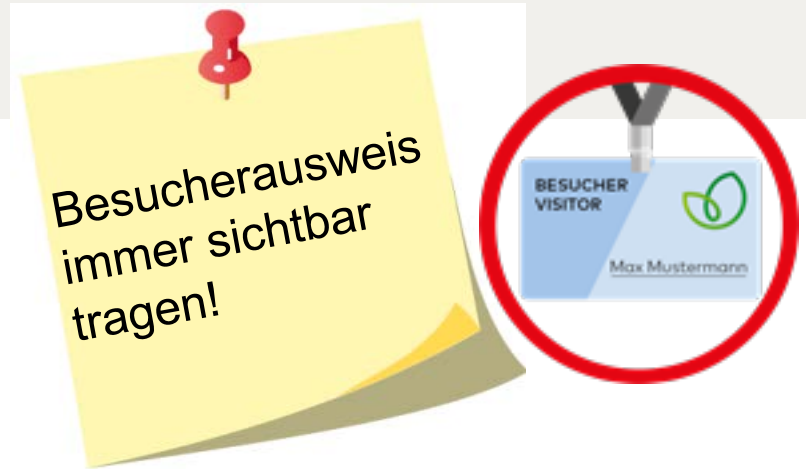 Besucherausweis
immer sichtbar
tragen!
BESUCHER
VISITOR
Max Mustermann